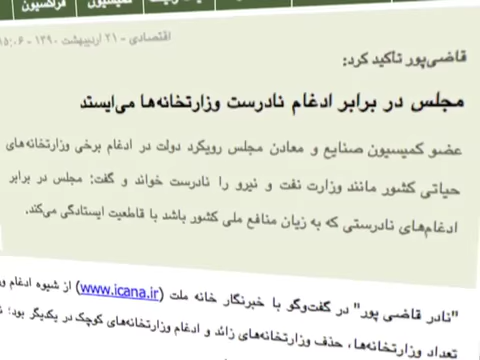 فراکسیون
اقتصادی - ۲۱ اردیبهشت ۱۳۹۰ - ۱۵:۰۶
قاضی‌پور تأکید کرد:
مجلس در برابر ادغام نادرست وزارتخانه‌ها می‌ایستد
عضو کمیسیون صنایع و معادن مجلس رویکرد دولت در ادغام برخی وزارتخانه‌های
حیاتی کشور مانند وزارت نفت و نیرو را نادرست خواند و گفت: مجلس در برابر
ادغام‌های نادرستی که به زیان منافع ملی کشور باشد با قاطعیت ایستادگی می‌کند.
"نادر قاضی پور" در گفت‌وگو با خبرنگار خانه ملت (www.icana.ir) از شیوه ادغام
تعداد وزارتخانه‌ها، حذف وزارتخانه‌های زائد و ادغام وزارتخانه‌های کوچک در یکدیگر بود؛